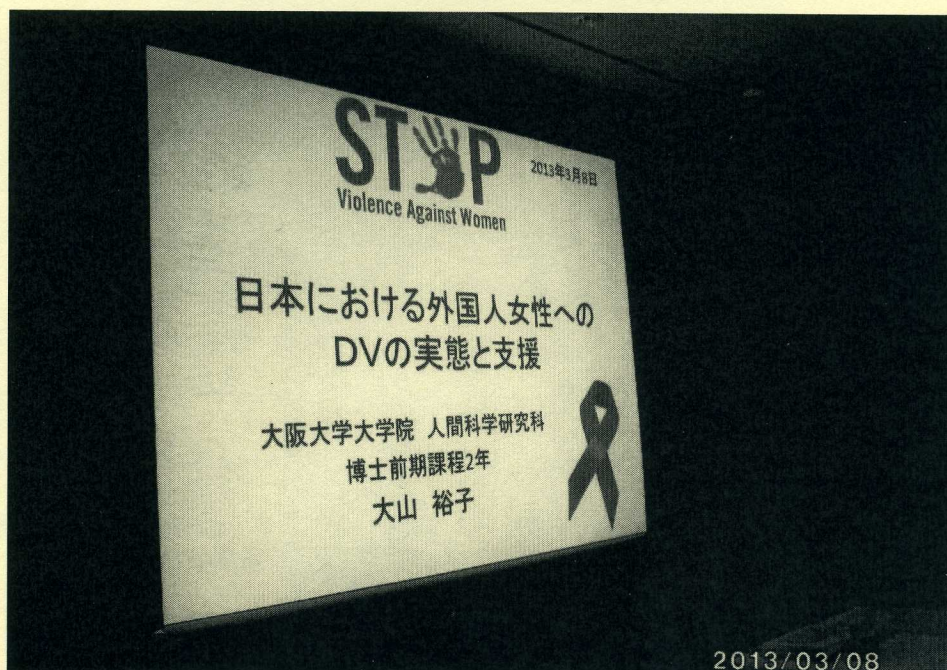 STOP
2013年3月8日
Violence Against Women
日本における外国人女性への
DVの実態と支援
大阪大学大学院 人間科学研究科
博士前期課程2年
大山 裕子
2013/03/08